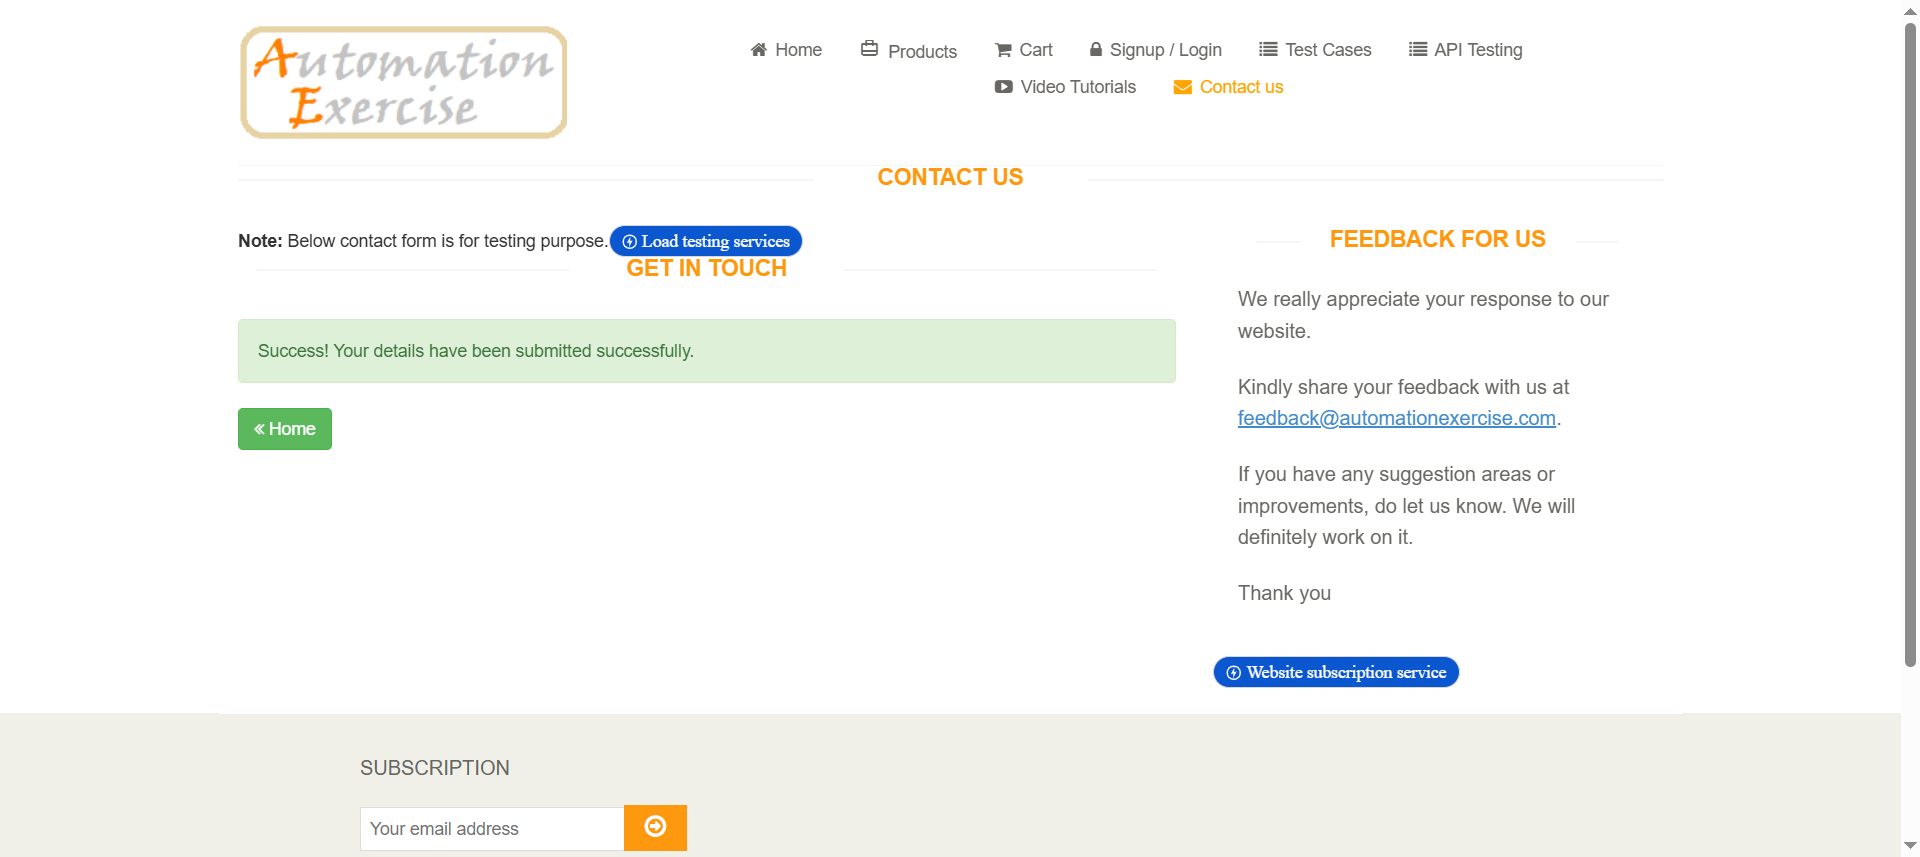 Automation
Exercise
Home
Products
Cart
Signup / Login
Test Cases
API Testing
Video Tutorials
Contact us
CONTACT US
Note: Below contact form is for testing purpose.
Load testing services
GET IN TOUCH
Success! Your details have been submitted successfully.
« Home
FEEDBACK FOR US
We really appreciate your response to our
website.
Kindly share your feedback with us at
feedback@automationexercise.com.
If you have any suggestion areas or
improvements, do let us know. We will
definitely work on it.
Thank you
Website subscription service
SUBSCRIPTION
Your email address